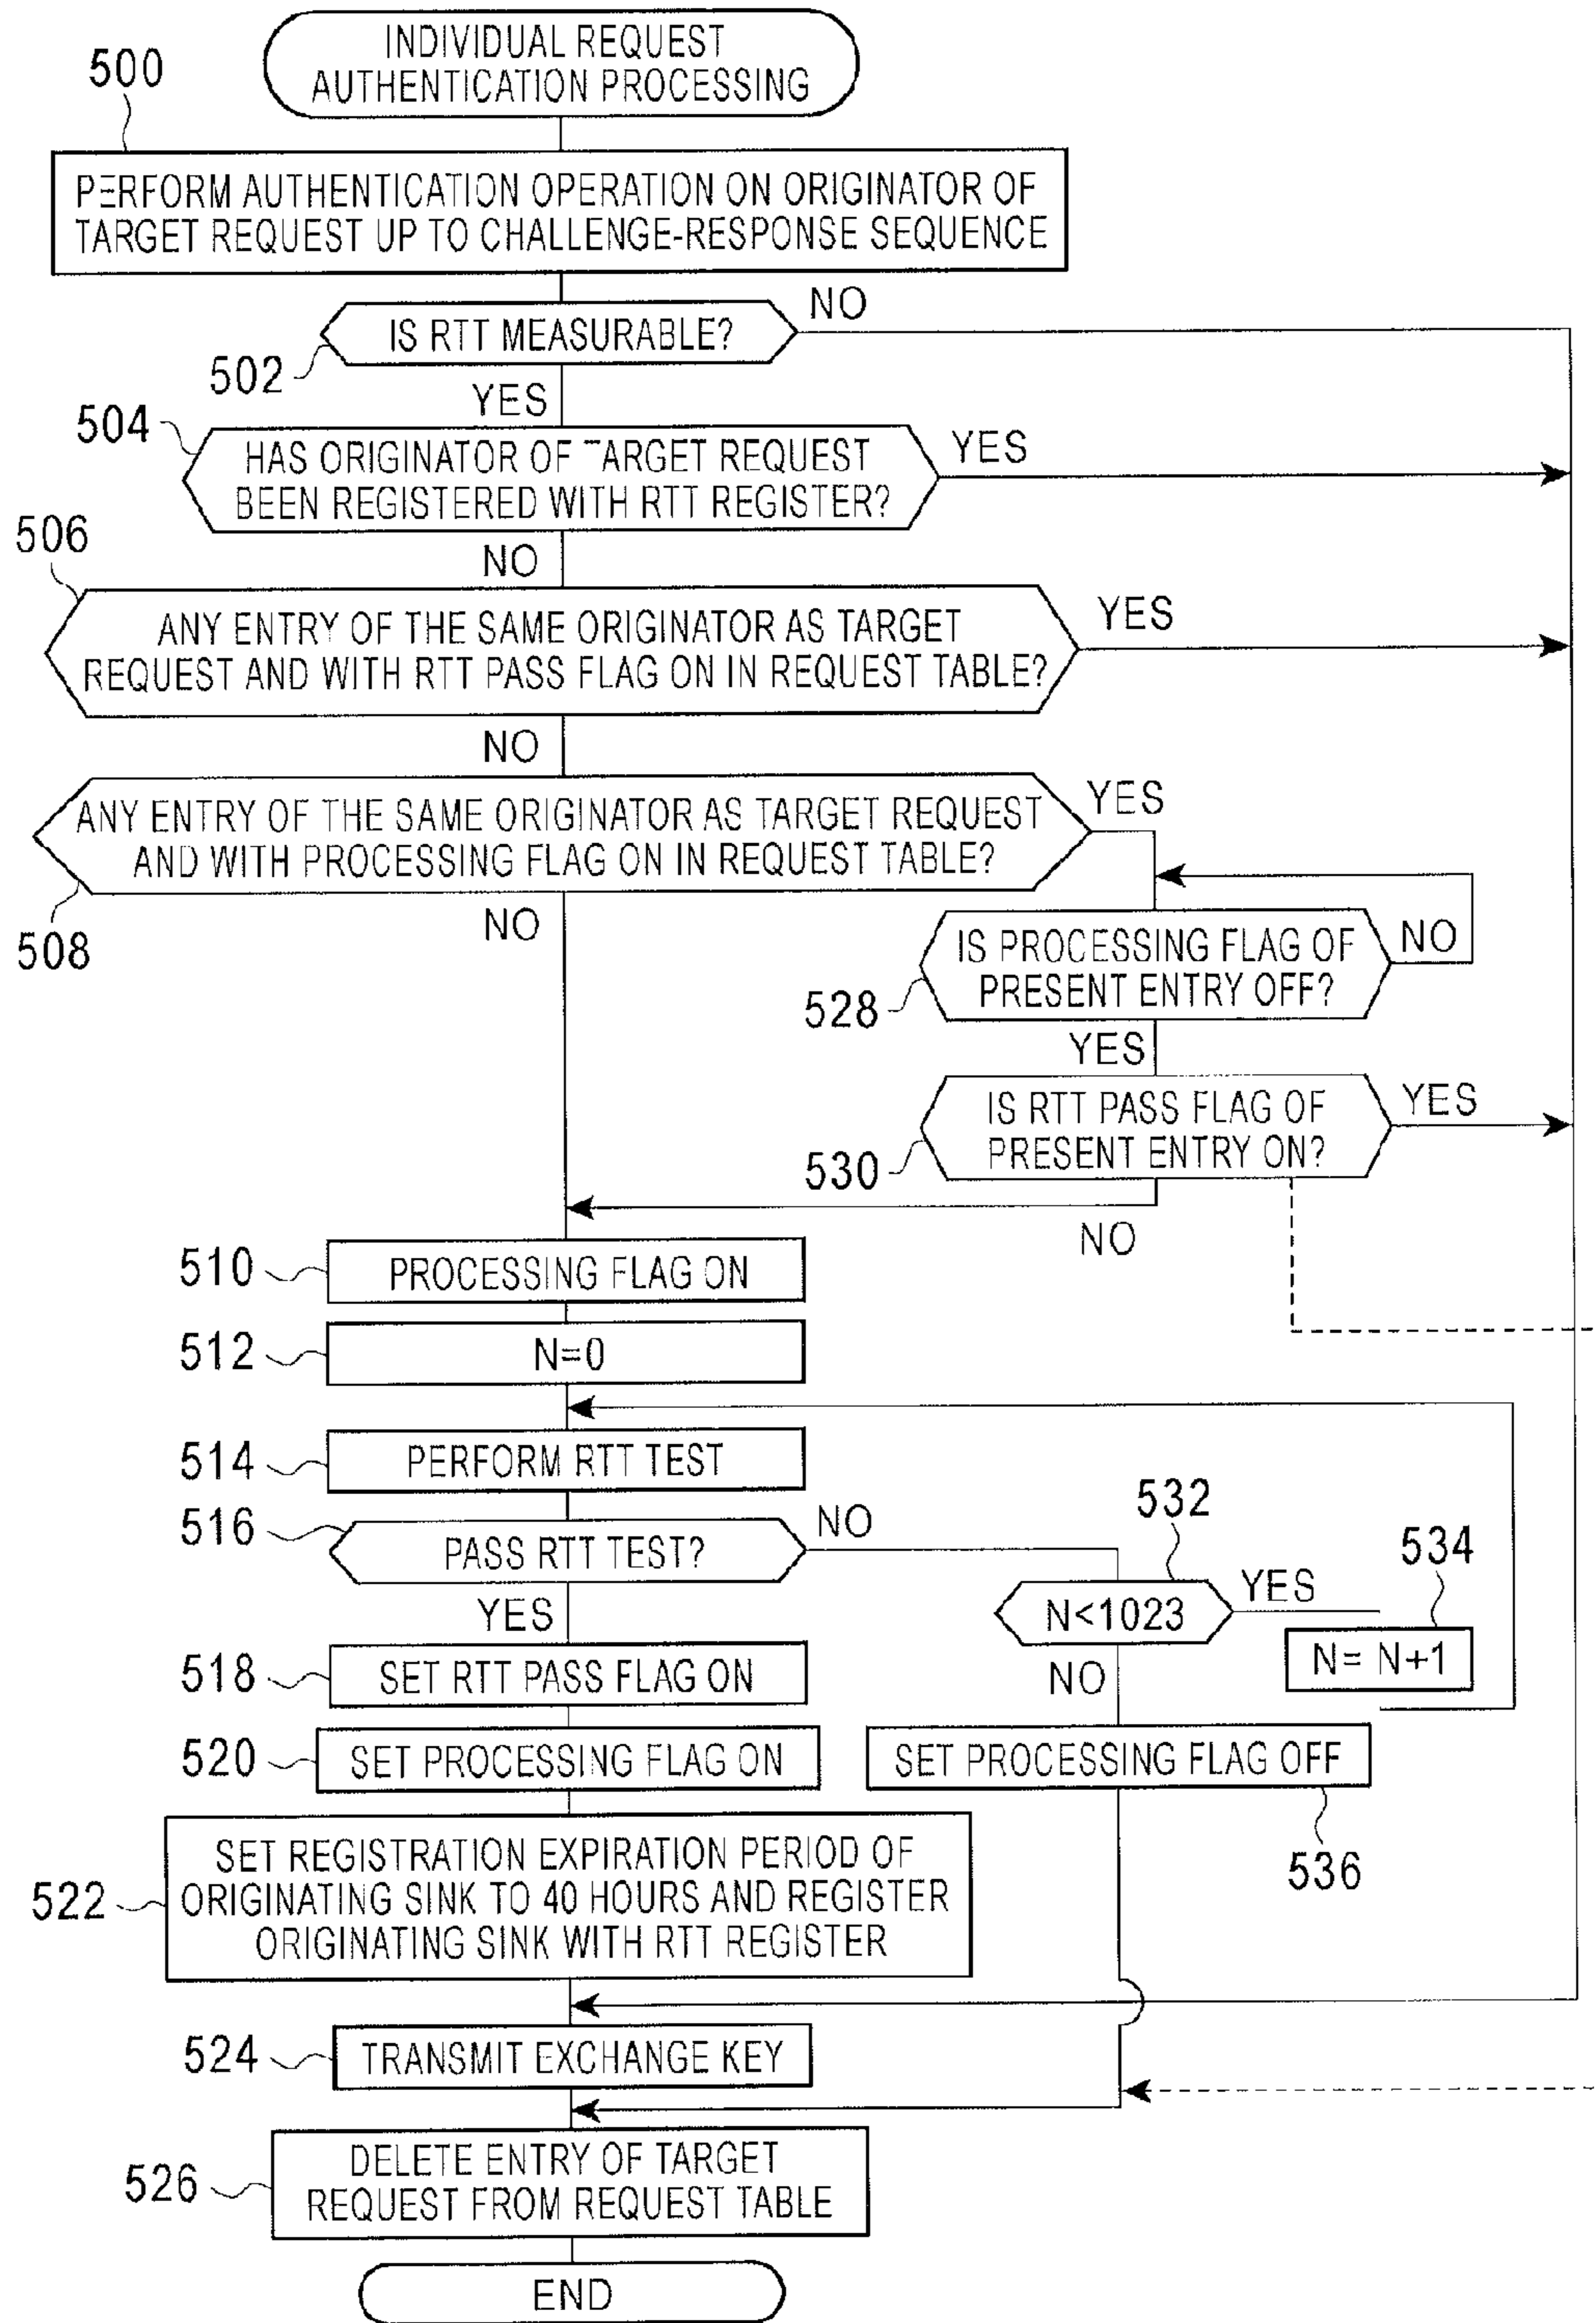 INDIVIDUAL REQUEST
AUTHENTICATION PROCESSING
500
PERFORM AUTHENTICATION OPERATION ON ORIGINATOR OF
TARGET REQUEST UP TO CHALLENGE-RESPONSE SEQUENCE
IS RTT MEASURABLE?
NO
502
YES
504
HAS ORIGINATOR OF TARGET REQUEST
BEEN REGISTERED WITH RTT REGISTER?
YES
506
NO
ANY ENTRY OF THE SAME ORIGINATOR AS TARGET
REQUEST AND WITH RTT PASS FLAG ON IN REQUEST TABLE?
YES
NO
ANY ENTRY OF THE SAME ORIGINATOR AS TARGET REQUEST
AND WITH PROCESSING FLAG ON IN REQUEST TABLE?
YES
508
NO
IS PROCESSING FLAG OF
PRESENT ENTRY OFF?
NO
528
YES
IS RTT PASS FLAG OF
PRESENT ENTRY ON?
YES
530
NO
510
PROCESSING FLAG ON
512
N=0
514
PERFORM RTT TEST
516
PASS RTT TEST?
NO
532
534
YES
N<1023
YES
N= N+1
518
SET RTT PASS FLAG ON
NO
520
SET PROCESSING FLAG ON
SET PROCESSING FLAG OFF
536
522
SET REGISTRATION EXPIRATION PERIOD OF
ORIGINATING SINK TO 40 HOURS AND REGISTER
ORIGINATING SINK WITH RTT REGISTER
524
TRANSMIT EXCHANGE KEY
526
DELETE ENTRY OF TARGET
REQUEST FROM REQUEST TABLE
END